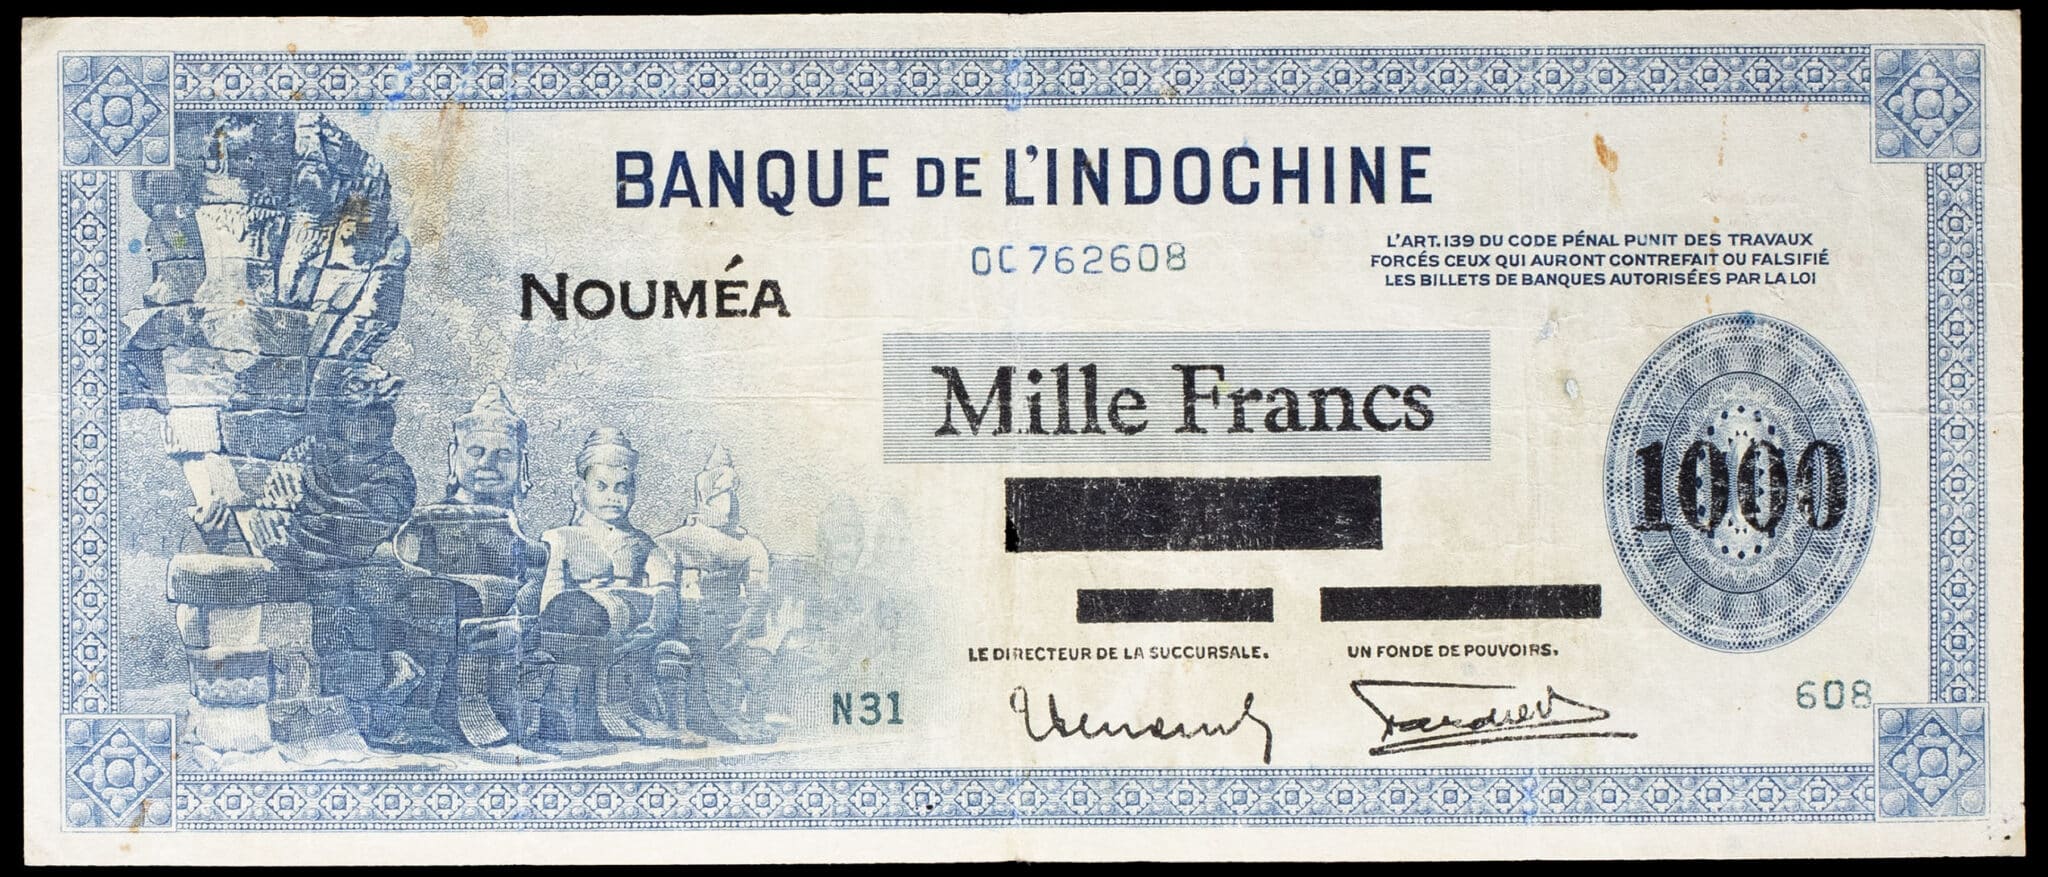 BANQUE DE L'INDOCHINE
NOUMÉA
0C762608
L'ART.139 DU CODE PÉNAL PUNIT DES TRAVAUX
FORCÉS CEUX QUI AURONT CONTREFAIT OU FALSIFIÉ
LES BILLETS DE BANQUES AUTORISÉES PAR LA LOI
Mille Francs
1000
LE DIRECTEUR DE LA SUCCURSALE.
UN FONDE DE POUVOIRS.
N31
608